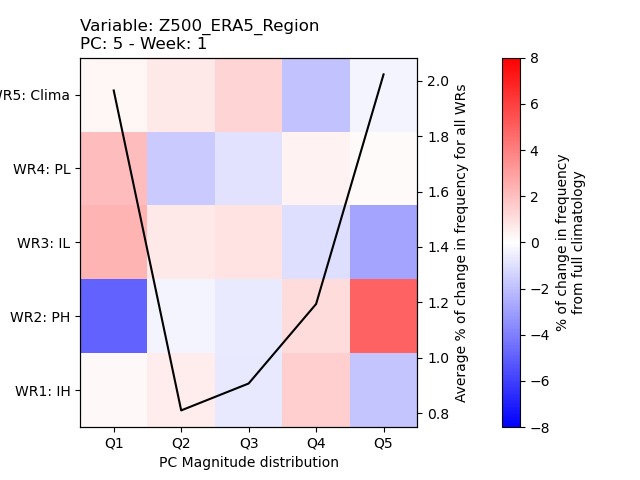 Variable: Z500_ERA5_Region
PC: 5 - Week: 1
WR5: Clima
WR4: PL
WR3: IL
WR2: PH
WR1: IH
Q1 Q2 Q3 Q4 Q5
PC Magnitude distribution
2.0
1.8
1.6
1.4
1.2
1.0
0.8
Average % of change in frequency for all WRs
8
6
4
2
0
−2
−4
−6
−8
% of change in frequency
from full climatology